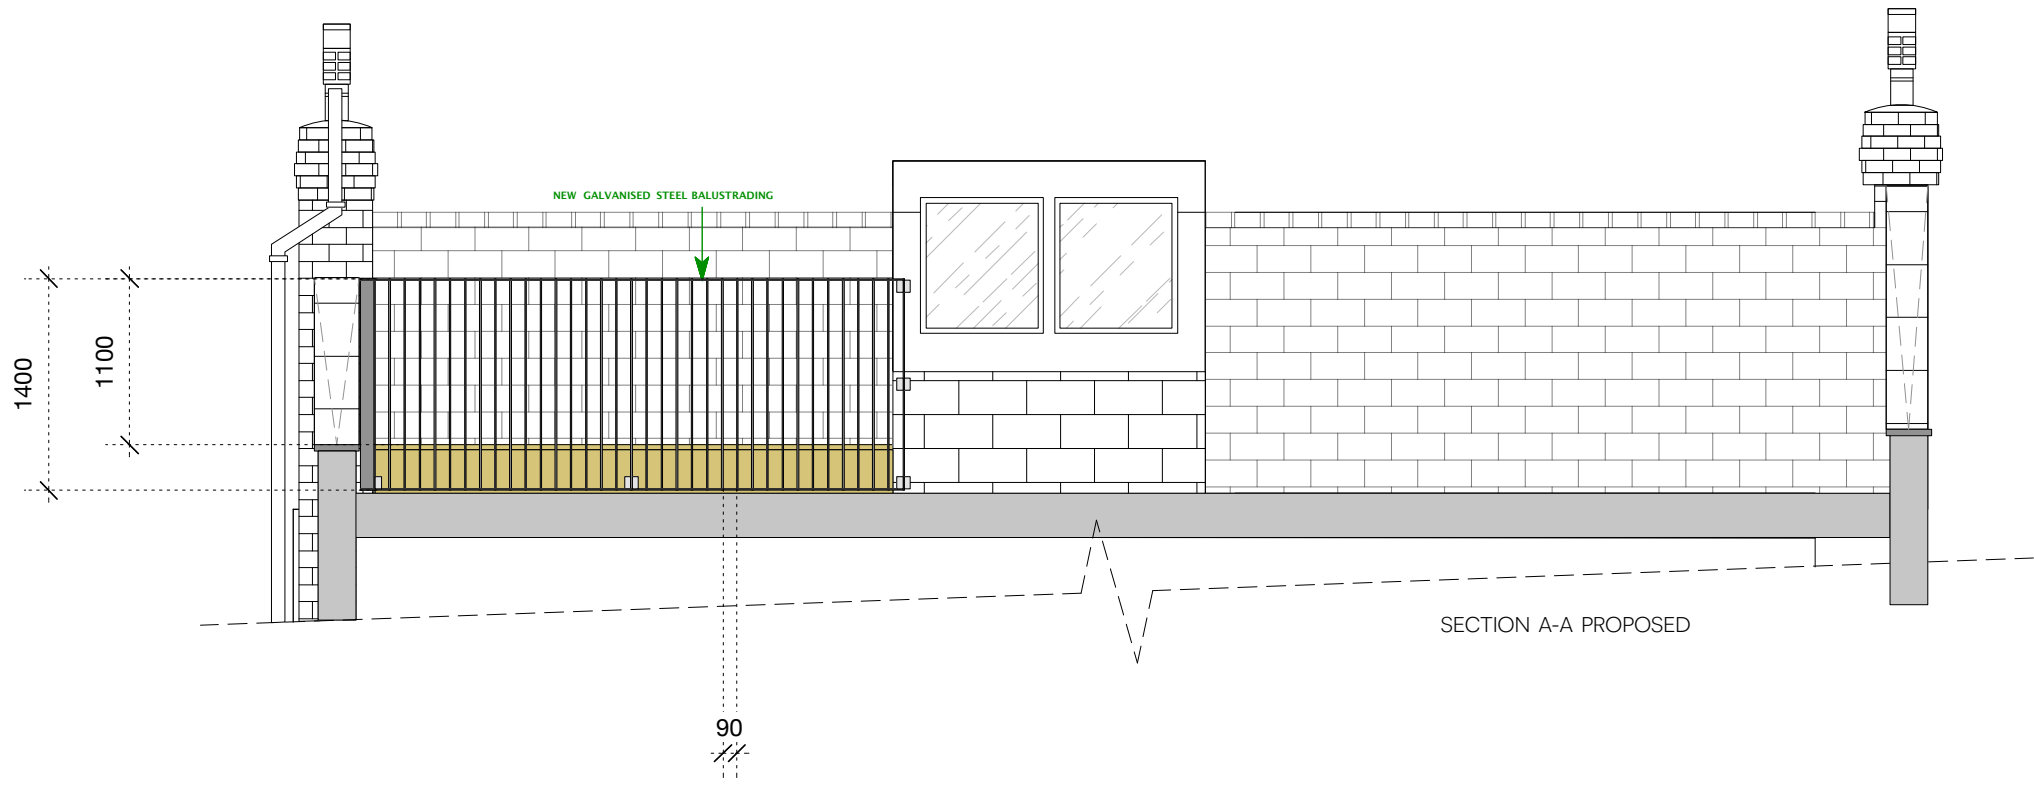 NEW GALVANISED STEEL BALUSTRADING
1400
1100
SECTION A-A PROPOSED
90